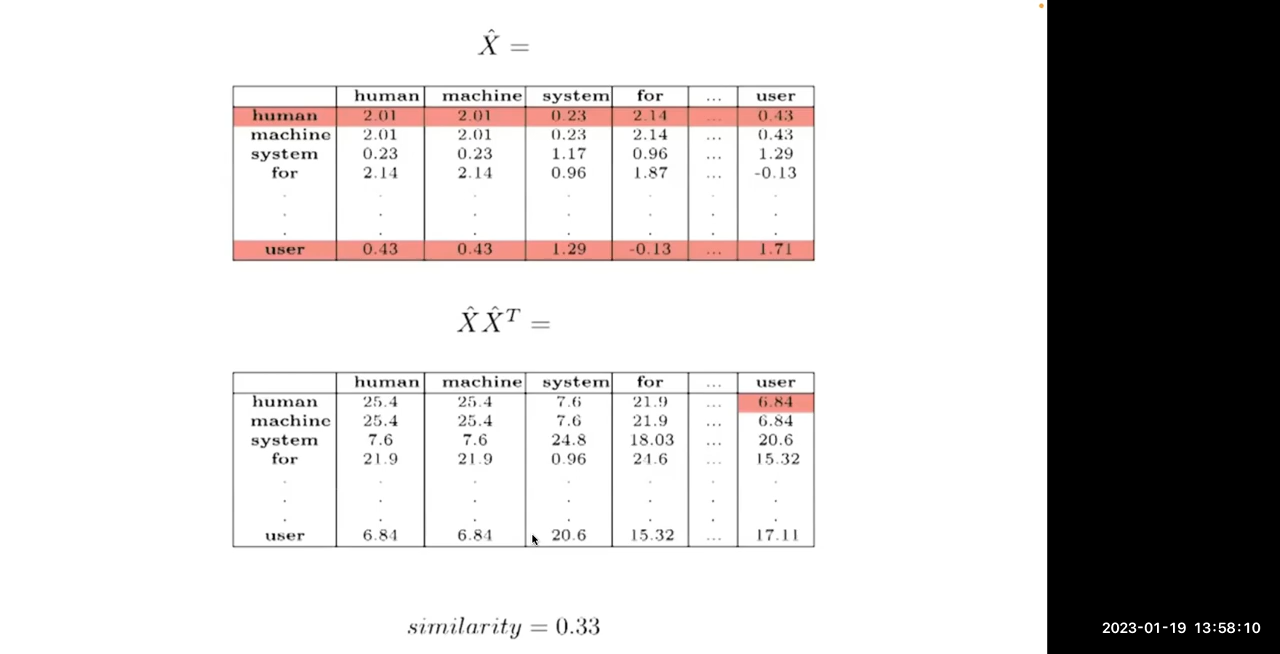 X̂ =
human machine system for ... user
human 2.01 2.01 0.23 2.14 ... 0.43
machine 2.01 2.01 0.23 2.14 ... 0.43
system 0.23 0.23 1.17 0.96 ... 1.29
for 2.14 2.14 0.96 1.87 ... -0.13
. . . . . .
. . . . . .
. . . . . .
user 0.43 0.43 1.29 -0.13 ... 1.71
X̂X̂ᵀ =
human machine system for ... user
human 25.4 25.4 7.6 21.9 ... 6.84
machine 25.4 25.4 7.6 21.9 ... 6.84
system 7.6 7.6 24.8 18.03 ... 20.6
for 21.9 21.9 0.96 24.6 ... 15.32
. . . . . .
. . . . . .
. . . . . .
user 6.84 6.84 20.6 15.32 ... 17.11
similarity = 0.33
2023-01-19 13:58:10